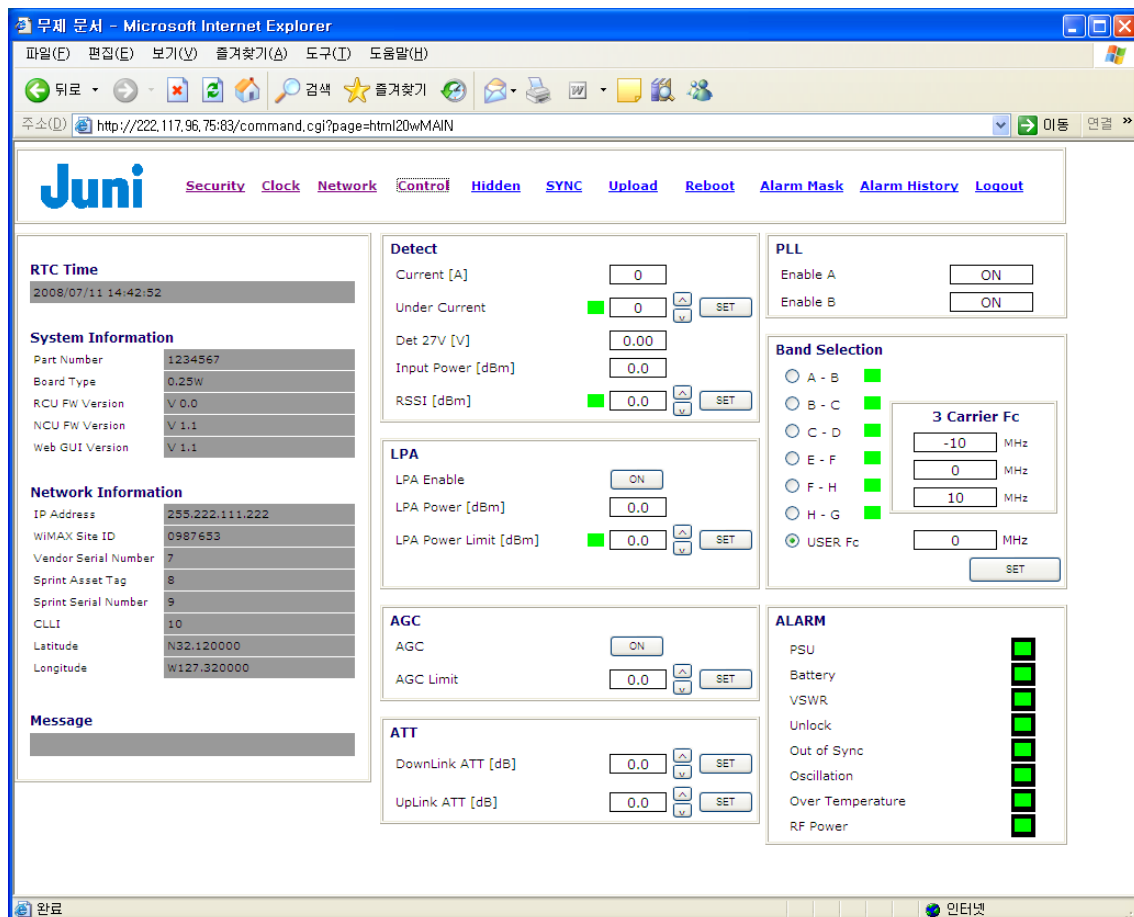 무제 문서 - Microsoft Internet Explorer
파일(F) 편집(E) 보기(V) 즐겨찾기(A) 도구(T) 도움말(H)
뒤로 검색 즐겨찾기
주소(D) http://222,117,96,75:83/command,cgi?page=html20wMAIN 이동 연결 »
Juni Security Clock Network Control Hidden SYNC Upload Reboot Alarm Mask Alarm History Logout
RTC Time
2008/07/11 14:42:52
System Information
Part Number 1234567
Board Type 0.25W
RCU FW Version V 0.0
NCU FW Version V 1.1
Web GUI Version V 1.1
Network Information
IP Address 255.222.111.222
WiMAX Site ID 0987653
Vendor Serial Number 7
Sprint Asset Tag 8
Sprint Serial Number 9
CLLI 10
Latitude N32.120000
Longitude W127.320000
Message
Detect
Current [A] 0
Under Current 0 ^ v SET
Det 27V [V] 0.00
Input Power [dBm] 0.0
RSSI [dBm] 0.0 ^ v SET
LPA
LPA Enable ON
LPA Power [dBm] 0.0
LPA Power Limit [dBm] 0.0 ^ v SET
AGC
AGC ON
AGC Limit 0.0 ^ v SET
ATT
DownLink ATT [dB] 0.0 ^ v SET
UpLink ATT [dB] 0.0 ^ v SET
PLL
Enable A ON
Enable B ON
Band Selection
A - B
B - C
C - D
E - F
F - H
H - G
3 Carrier Fc
-10 MHz
0 MHz
10 MHz
USER Fc 0 MHz
SET
ALARM
PSU
Battery
VSWR
Unlock
Out of Sync
Oscillation
Over Temperature
RF Power
완료 인터넷